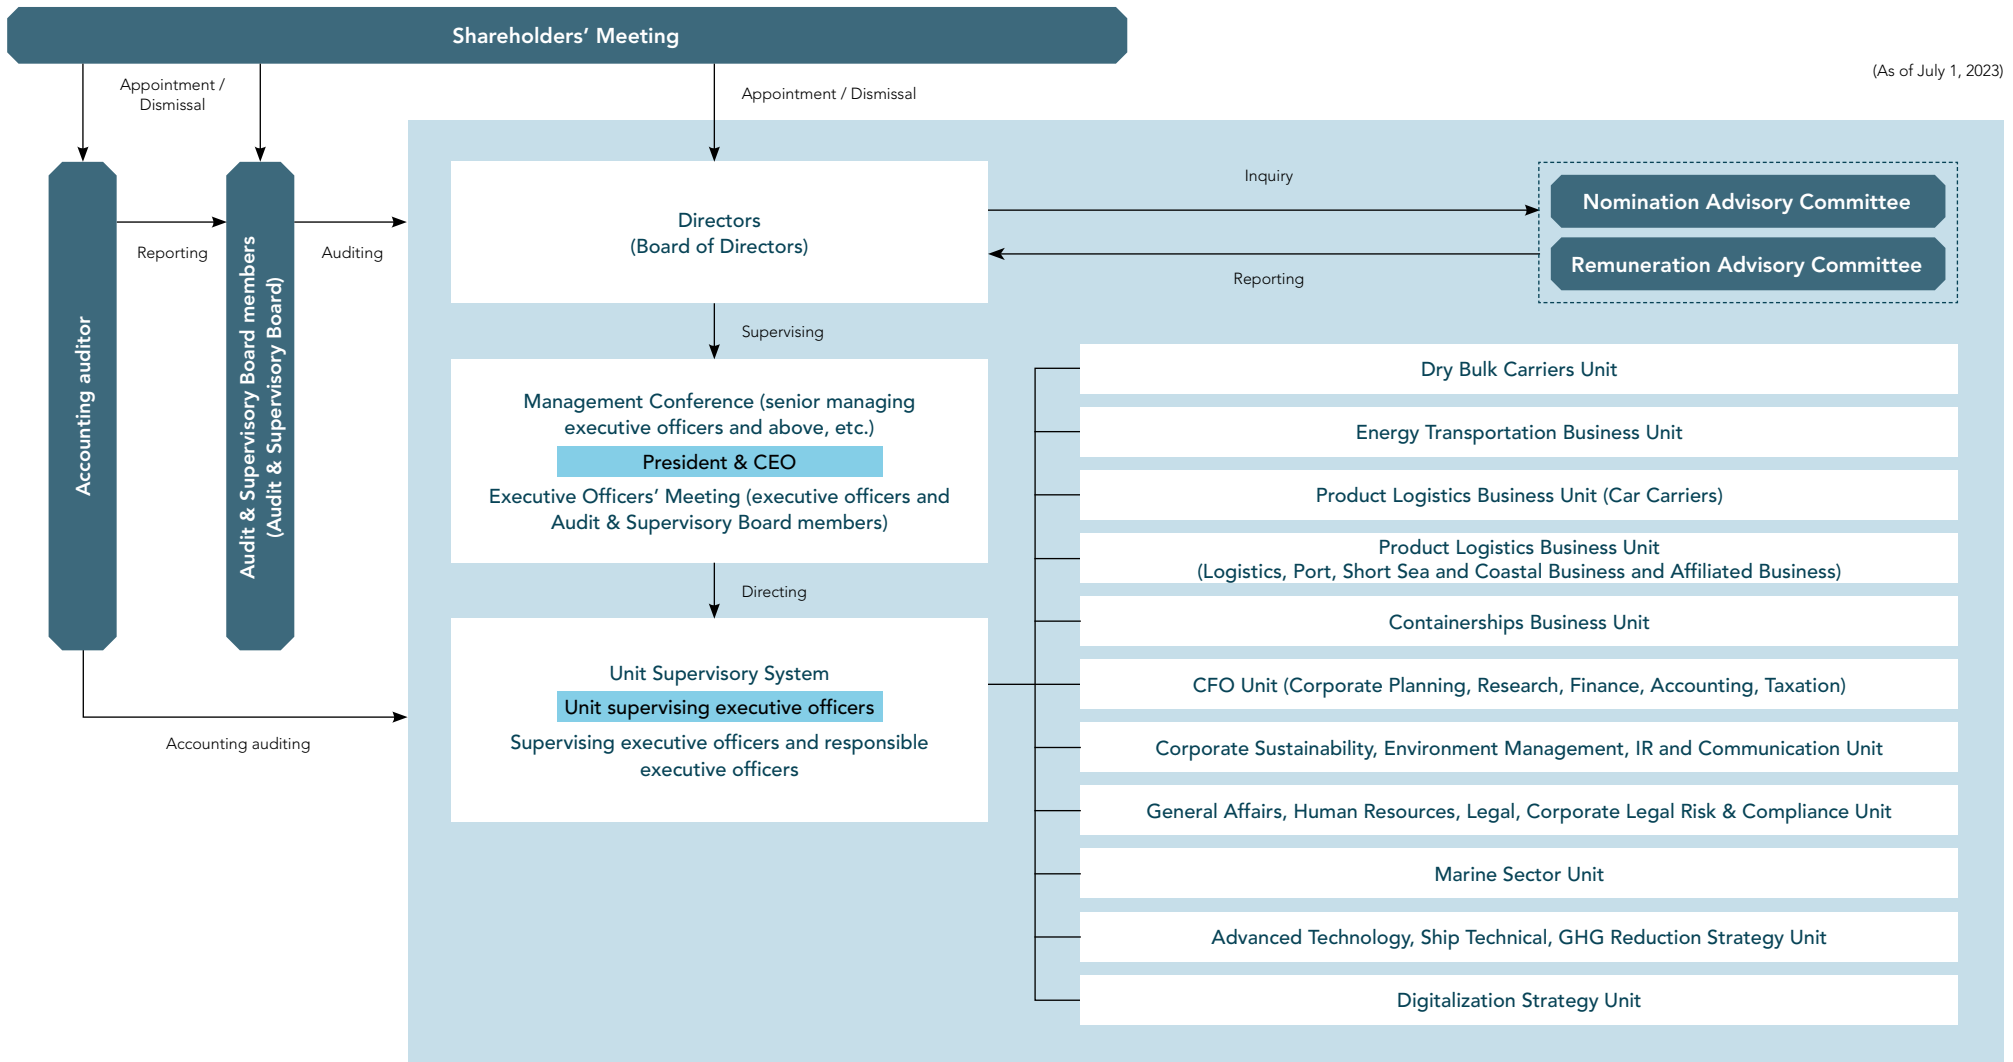 Shareholders’ Meeting
(As of July 1, 2023)
Appointment /
Dismissal
Appointment / Dismissal
Accounting auditor
Reporting
Audit & Supervisory Board members
(Audit & Supervisory Board)
Auditing
Accounting auditing
Directors
(Board of Directors)
Inquiry
Reporting
Nomination Advisory Committee
Remuneration Advisory Committee
Supervising
Management Conference (senior managing
executive officers and above, etc.)
President & CEO
Executive Officers’ Meeting (executive officers and
Audit & Supervisory Board members)
Directing
Unit Supervisory System
Unit supervising executive officers
Supervising executive officers and responsible
executive officers
Dry Bulk Carriers Unit
Energy Transportation Business Unit
Product Logistics Business Unit (Car Carriers)
Product Logistics Business Unit
(Logistics, Port, Short Sea and Coastal Business and Affiliated Business)
Containerships Business Unit
CFO Unit (Corporate Planning, Research, Finance, Accounting, Taxation)
Corporate Sustainability, Environment Management, IR and Communication Unit
General Affairs, Human Resources, Legal, Corporate Legal Risk & Compliance Unit
Marine Sector Unit
Advanced Technology, Ship Technical, GHG Reduction Strategy Unit
Digitalization Strategy Unit